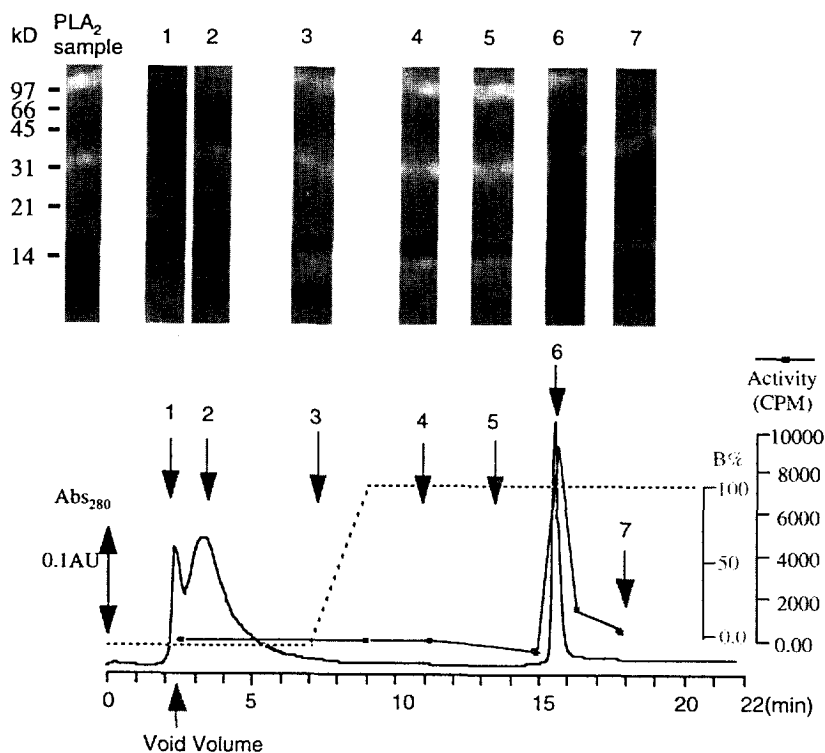 kD PLA₂ sample 1 2 3 4 5 6 7
97
66
45
31
21
14
6
Activity
(CPM)
1 2 3 4 5
B%
10000
8000
6000
4000
2000
0.00
100
50
0.0
7
Abs₂₈₀
0.1AU
0 5 10 15 20 22(min)
Void Volume